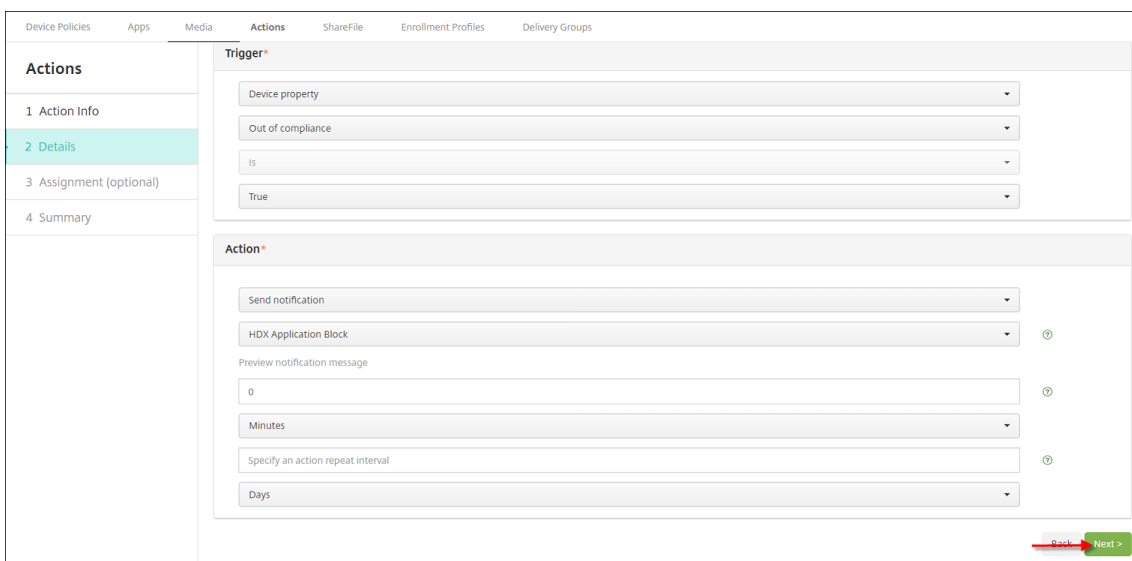 Device Policies Apps Media Actions ShareFile Enrollment Profiles Delivery Groups
Actions
1 Action Info
2 Details
3 Assignment (optional)
4 Summary
Trigger*
Device property
Out of compliance
Is
True
Action*
Send notification
HDX Application Block
Preview notification message
0
Minutes
Specify an action repeat interval
Days
Back Next >